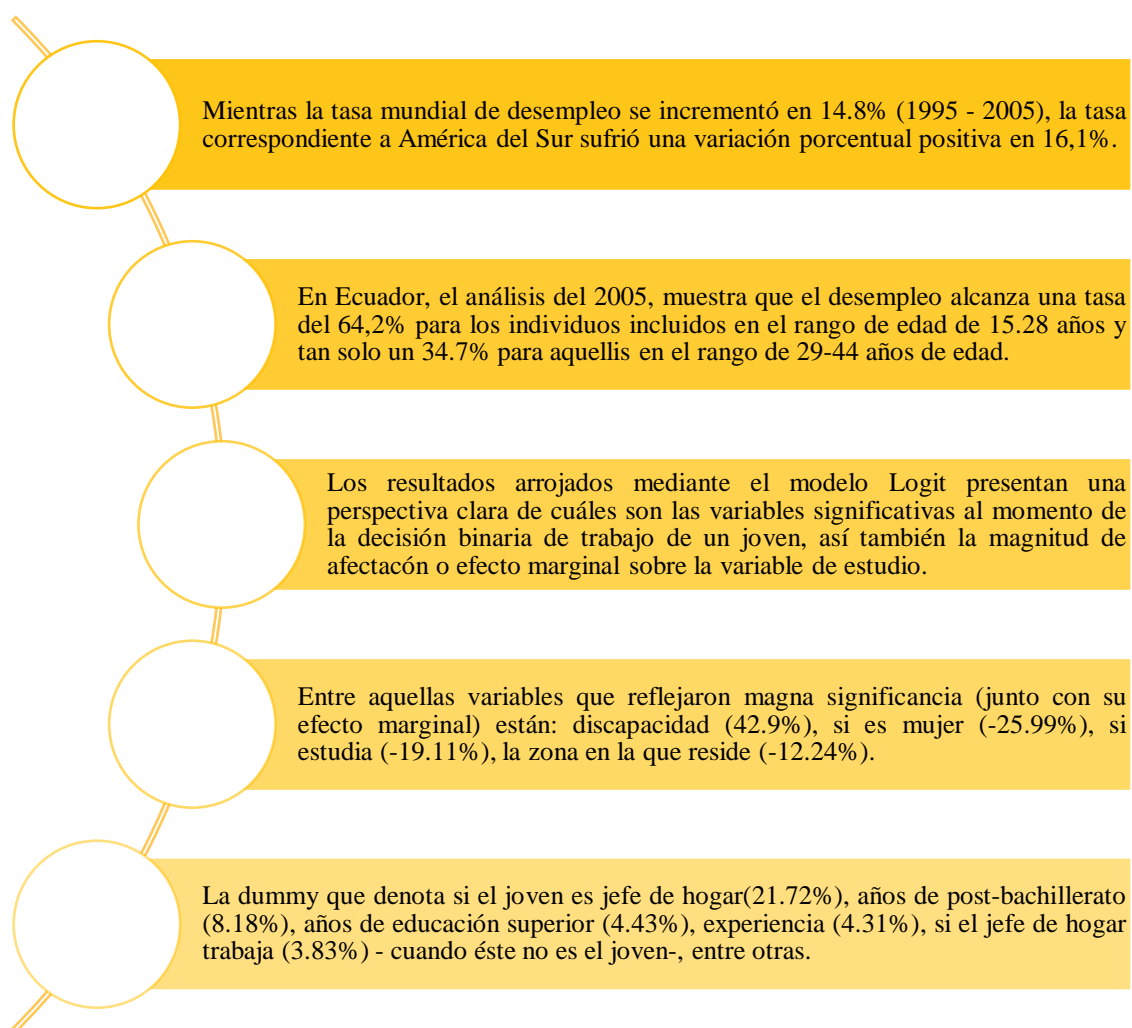 Mientras la tasa mundial de desempleo se incrementó en 14.8% (1995 - 2005), la tasa
correspondiente a América del Sur sufrió una variación porcentual positiva en 16,1%.
En Ecuador, el análisis del 2005, muestra que el desempleo alcanza una tasa
del 64,2% para los individuos incluidos en el rango de edad de 15.28 años y
tan solo un 34.7% para aquellis en el rango de 29-44 años de edad.
Los resultados arrojados mediante el modelo Logit presentan una
perspectiva clara de cuáles son las variables significativas al momento de
la decisión binaria de trabajo de un joven, así también la magnitud de
afectacón o efecto marginal sobre la variable de estudio.
Entre aquellas variables que reflejaron magna significancia (junto con su
efecto marginal) están: discapacidad (42.9%), si es mujer (-25.99%), si
estudia (-19.11%), la zona en la que reside (-12.24%).
La dummy que denota si el joven es jefe de hogar(21.72%), años de post-bachillerato
(8.18%), años de educación superior (4.43%), experiencia (4.31%), si el jefe de hogar
trabaja (3.83%) - cuando éste no es el joven-, entre otras.